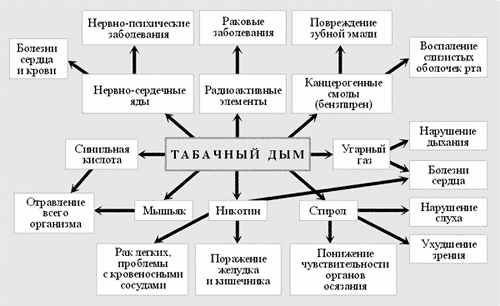 Нервно-психические
заболевания
Раковые
заболевания
Повреждение
зубной эмали
Болезни
сердца
и крови
Воспаление
слизистых
оболочек рта
Нервно-сердечные
яды
Радиоактивные
элементы
Канцерогенные
смолы
(бензпирен)
Синильная
кислота
ТАБАЧНЫЙ ДЫМ
Угарный
газ
Нарушение
дыхания
Болезни
сердца
Отравление
всего
организма
Мышьяк
Никотин
Стирол
Нарушение
слуха
Ухудшение
зрения
Рак легких,
проблемы
с кровеносными
сосудами
Поражение
желудка
и кишечника
Понижение
чувствительности
органов
осязания